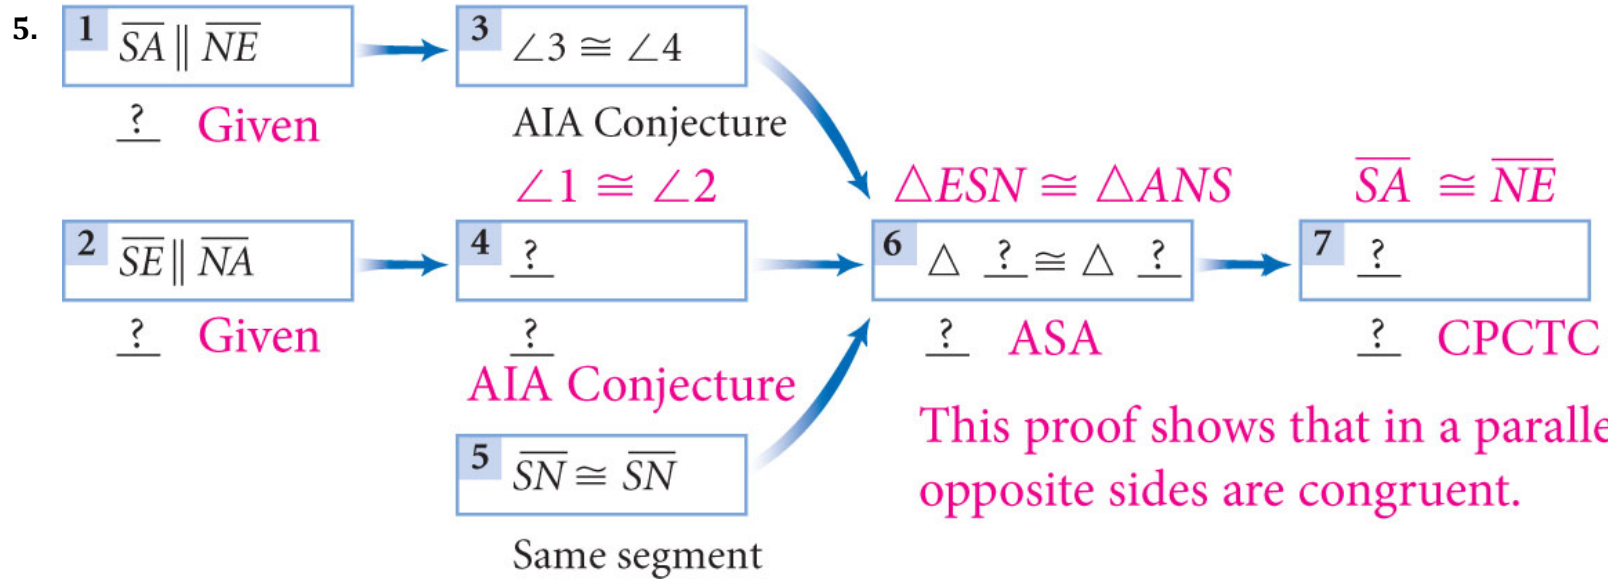 5.
1 SA ∥ NE
? Given
3 ∠3 ≅ ∠4
AIA Conjecture
2 SE ∥ NA
? Given
∠1 ≅ ∠2
4 ?
?
AIA Conjecture
5 SN ≅ SN
Same segment
△ESN ≅ △ANS
6 △ ? ≅ △ ?
? ASA
SA ≅ NE
7 ?
? CPCTC
This proof shows that in a paralle
opposite sides are congruent.